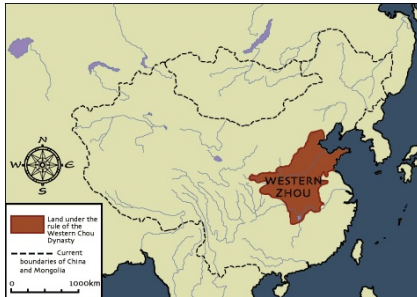 WESTERN
ZHOU
N
W
E
S
Land under the
rule of the
Western Chou
Dynasty
Current
boundaries of China
and Mongolia
0 1000km